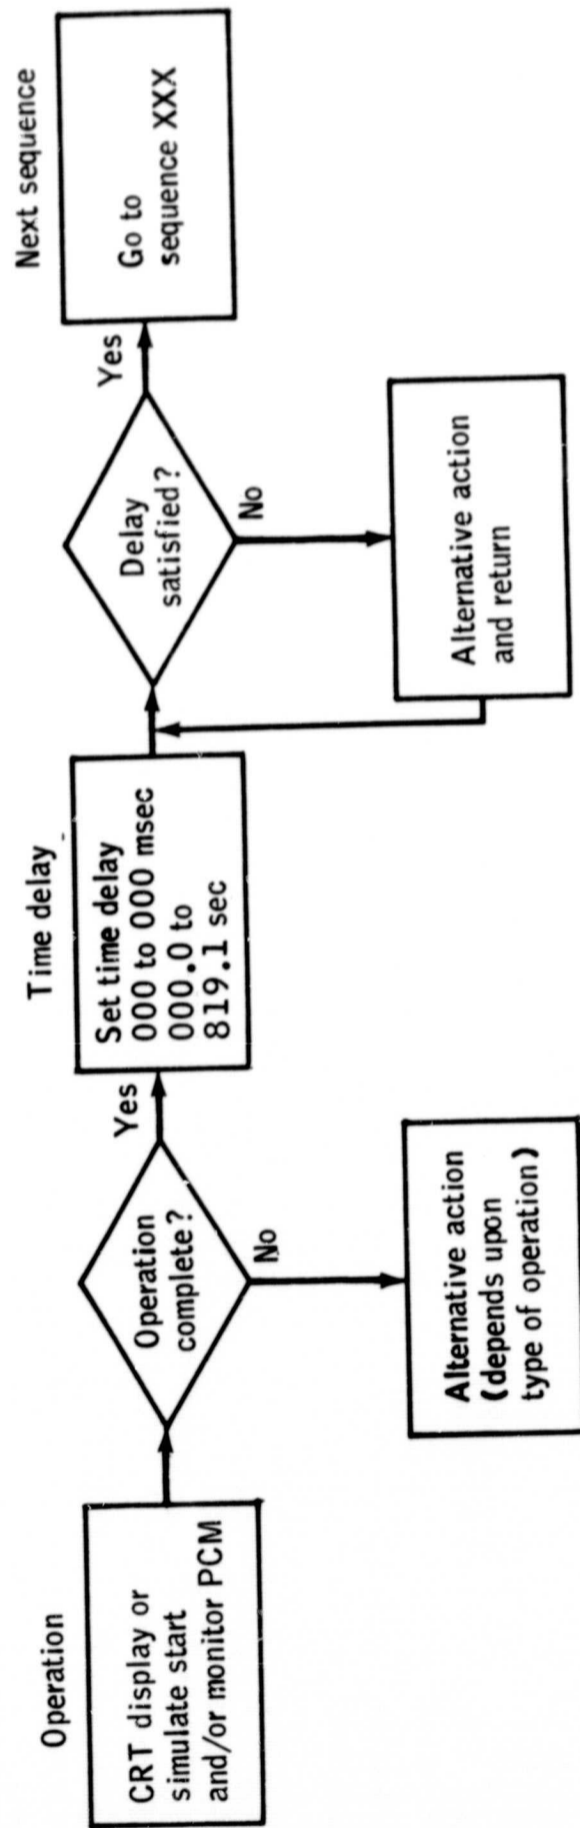 Operation
CRT display or
simulate start
and/or monitor PCM
Operation
complete?
Yes
No
Alternative action
(depends upon
type of operation)
Time delay
Set time delay
000 to 000 msec
000.0 to
819.1 sec
Delay
satisfied?
Yes
No
Alternative action
and return
Next sequence
Go to
sequence XXX